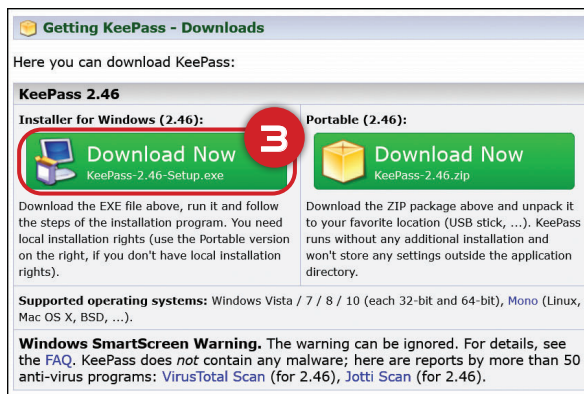 Getting KeePass - Downloads
Here you can download KeePass:
KeePass 2.46
Installer for Windows (2.46):
Download Now
KeePass-2.46-Setup.exe
3
Download the EXE file above, run it and follow
the steps of the installation program. You need
local installation rights (use the Portable version
on the right, if you don't have local installation
rights).
Portable (2.46):
Download Now
KeePass-2.46.zip
Download the ZIP package above and unpack it
to your favorite location (USB stick, ...). KeePass
runs without any additional installation and
won't store any settings outside the application
directory.
Supported operating systems: Windows Vista / 7 / 8 / 10 (each 32-bit and 64-bit), Mono (Linux,
Mac OS X, BSD, ...).
Windows SmartScreen Warning. The warning can be ignored. For details, see
the FAQ. KeePass does not contain any malware; here are reports by more than 50
anti-virus programs: VirusTotal Scan (for 2.46), Jotti Scan (for 2.46).